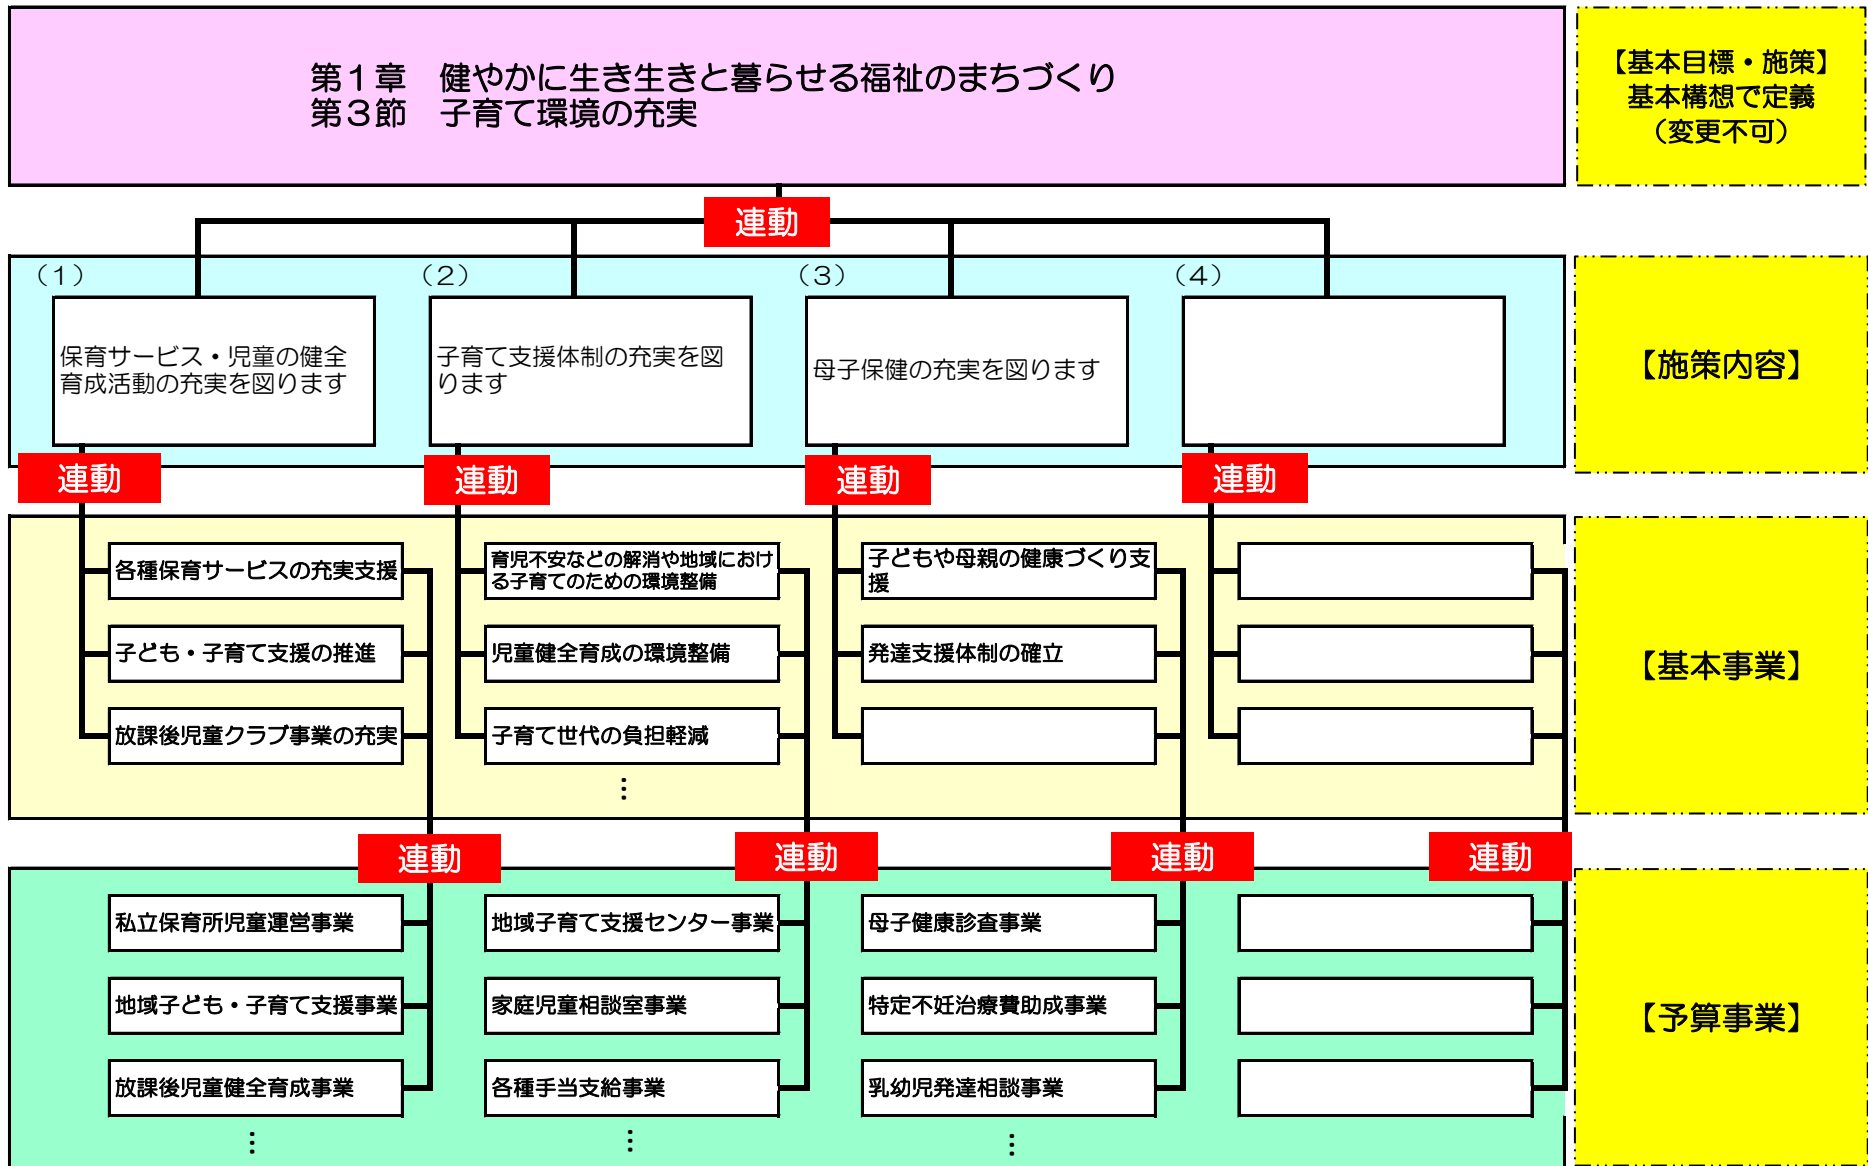 第１章　健やかに生き生きと暮らせる福祉のまちづくり
第３節　子育て環境の充実
【基本目標・施策】
基本構想で定義
（変更不可）
連動
（１）
（２）
（３）
（４）
保育サービス・児童の健全
育成活動の充実を図ります
子育て支援体制の充実を図
ります
母子保健の充実を図ります
【施策内容】
連動
連動
連動
連動
各種保育サービスの充実支援
育児不安などの解消や地域におけ
る子育てのための環境整備
子どもや母親の健康づくり支
援
子ども・子育て支援の推進
児童健全育成の環境整備
発達支援体制の確立
放課後児童クラブ事業の充実
子育て世代の負担軽減
⋮
【基本事業】
連動
連動
連動
連動
私立保育所児童運営事業
地域子育て支援センター事業
母子健康診査事業
地域子ども・子育て支援事業
家庭児童相談室事業
特定不妊治療費助成事業
放課後児童健全育成事業
各種手当支給事業
乳幼児発達相談事業
⋮
⋮
⋮
【予算事業】